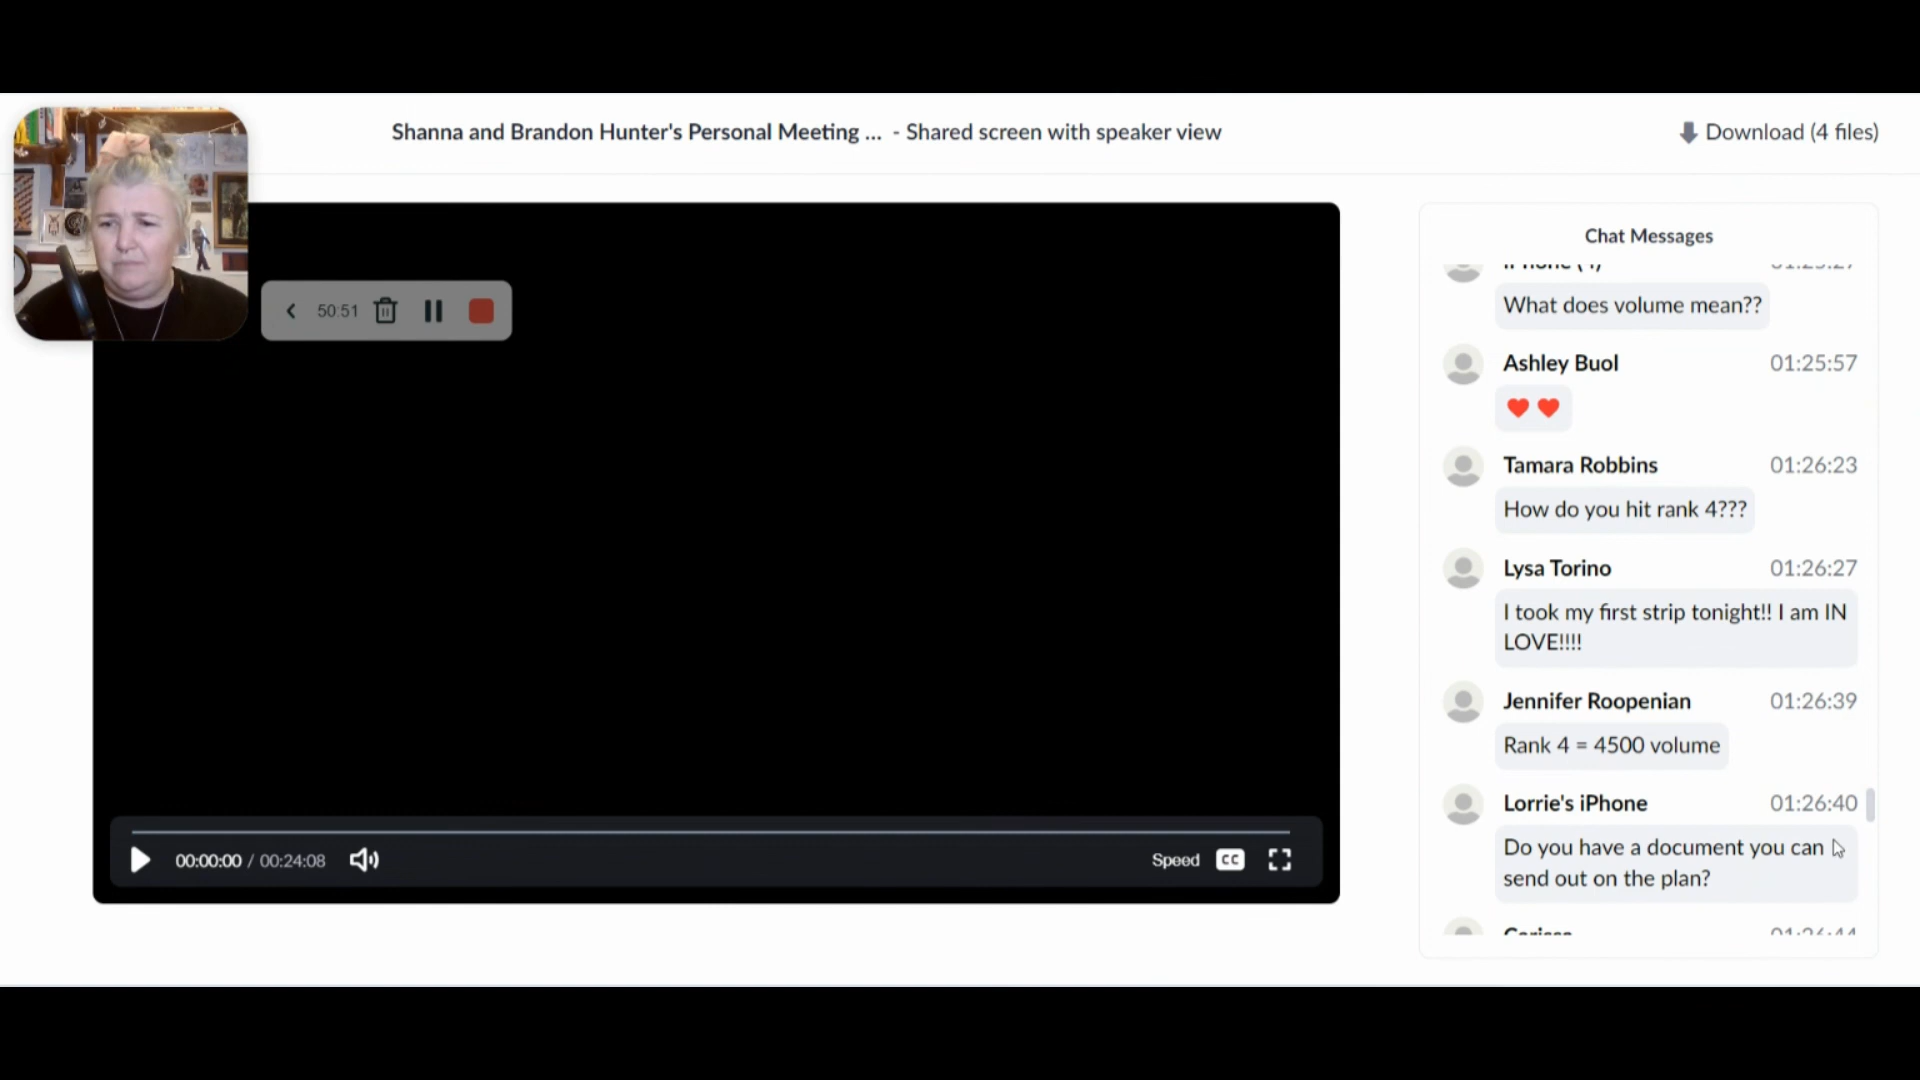 Shanna and Brandon Hunter's Personal Meeting ... - Shared screen with speaker view
Download (4 files)
50:51
00:00:00 / 00:24:08
Speed
CC
Chat Messages
What does volume mean??
Ashley Buol 01:25:57
Tamara Robbins 01:26:23
How do you hit rank 4???
Lysa Torino 01:26:27
I took my first strip tonight!! I am IN
LOVE!!!!
Jennifer Roopenian 01:26:39
Rank 4 = 4500 volume
Lorrie's iPhone 01:26:40
Do you have a document you can
send out on the plan?